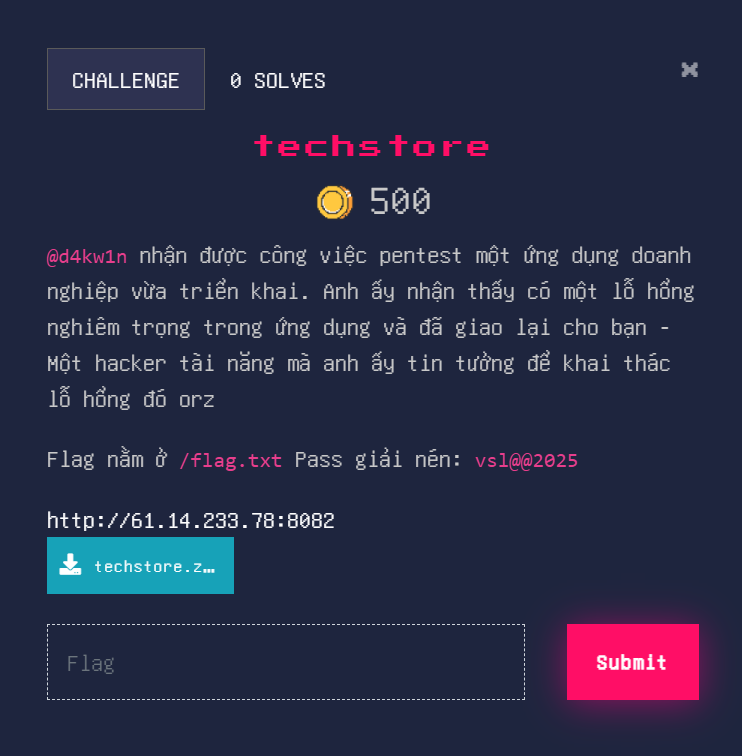 CHALLENGE
0 SOLVES
✖
techstore
500
@d4kw1n nhận được công việc pentest một ứng dụng doanh
nghiệp vừa triển khai. Anh ấy nhận thấy có một lỗ hổng
nghiêm trọng trong ứng dụng và đã giao lại cho bạn -
Một hacker tài năng mà anh ấy tin tưởng để khai thác
lỗ hổng đó orz
Flag nằm ở /flag.txt Pass giải nén: vsl@@2025
http://61.14.233.78:8082
techstore.z…
Flag
Submit